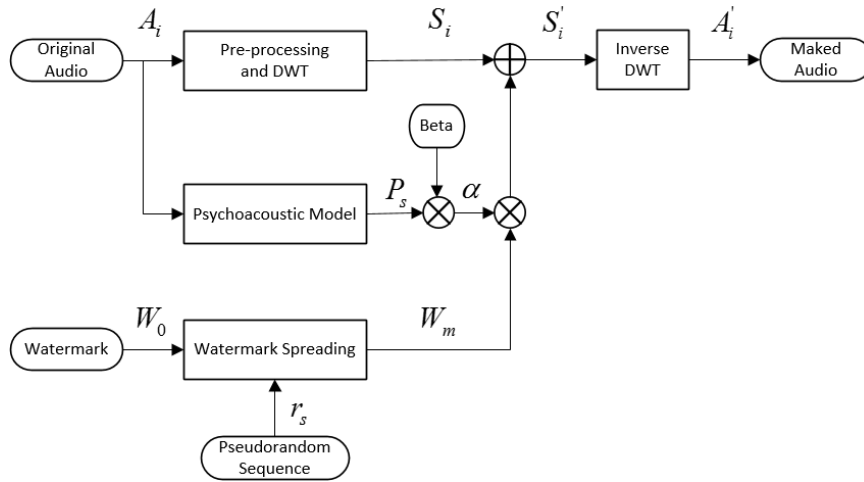 A_i
S_i
S_i'
A_i'
Original
Audio
Pre-processing
and DWT
Inverse
DWT
Maked
Audio
Beta
Psychoacoustic Model
P_s
α
W_0
W_m
Watermark
Watermark Spreading
r_s
Pseudorandom
Sequence